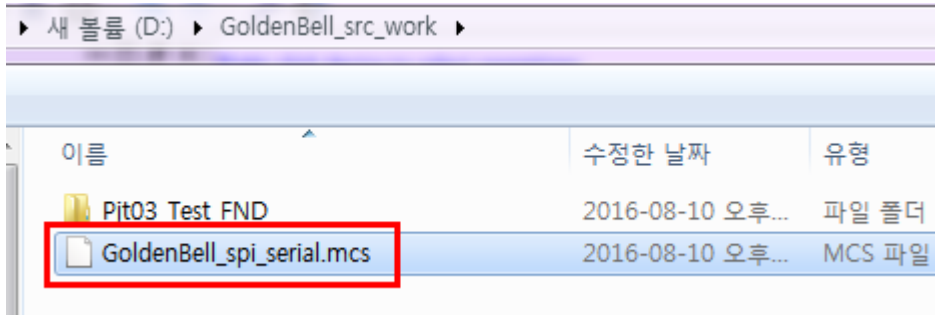 새 볼륨 (D:) ▸ GoldenBell_src_work ▸
이름 수정한 날짜 유형
Pjt03_Test_FND 2016-08-10 오후... 파일 폴더
GoldenBell_spi_serial.mcs 2016-08-10 오후... MCS 파일